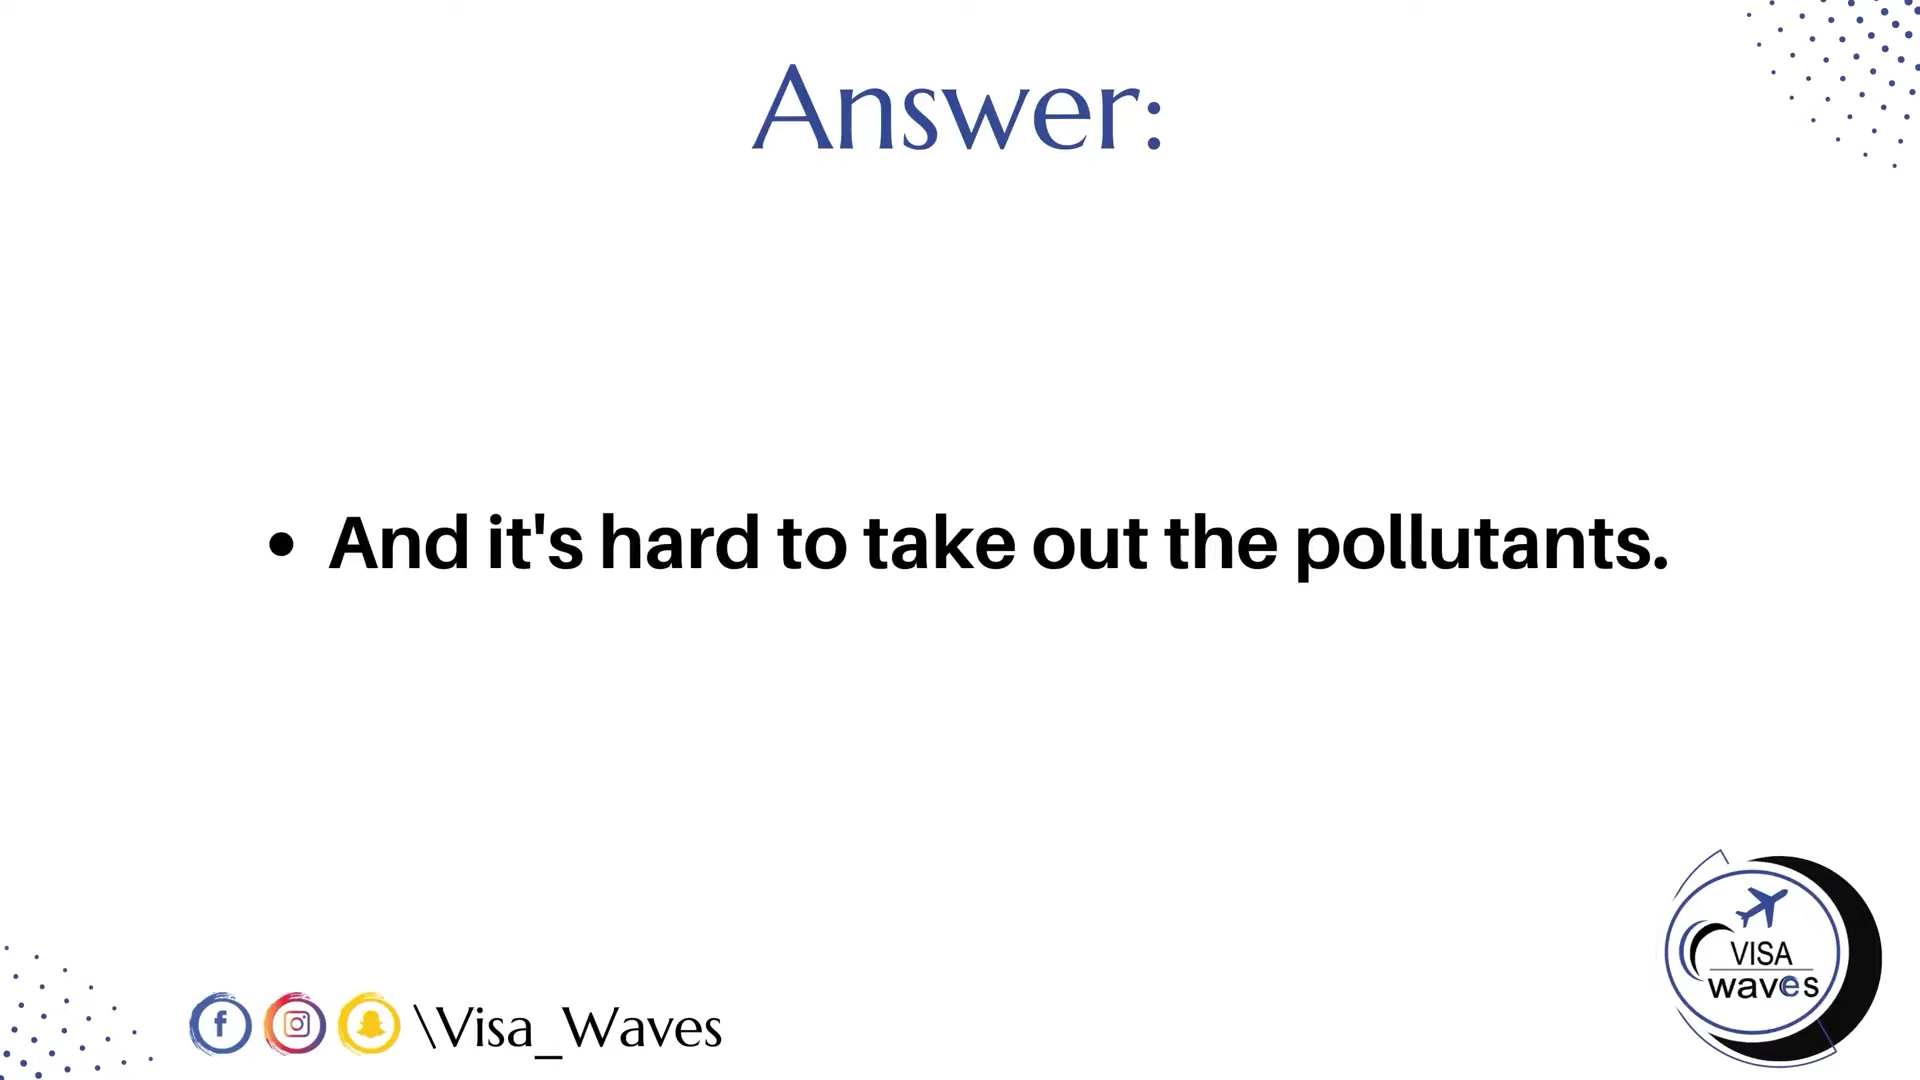 Answer:
• And it's hard to take out the pollutants.
\Visa_Waves
VISA
waves